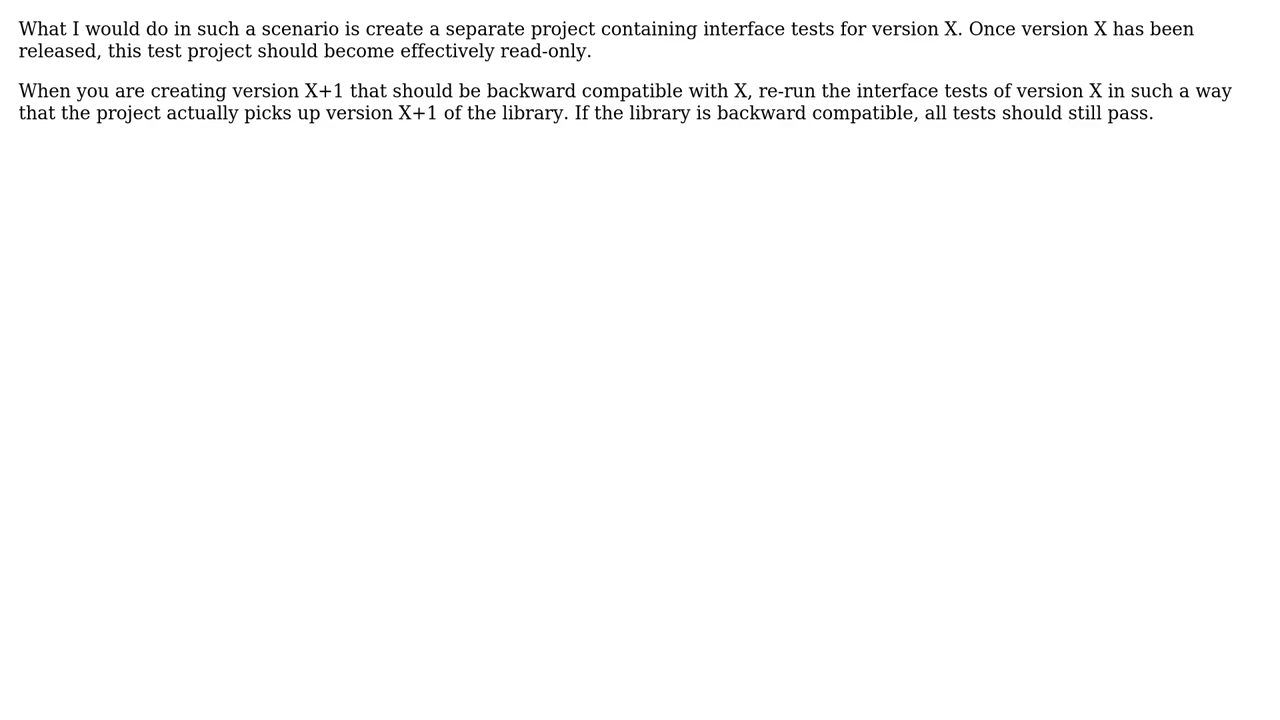 What I would do in such a scenario is create a separate project containing interface tests for version X. Once version X has been
released, this test project should become effectively read-only.
When you are creating version X+1 that should be backward compatible with X, re-run the interface tests of version X in such a way
that the project actually picks up version X+1 of the library. If the library is backward compatible, all tests should still pass.